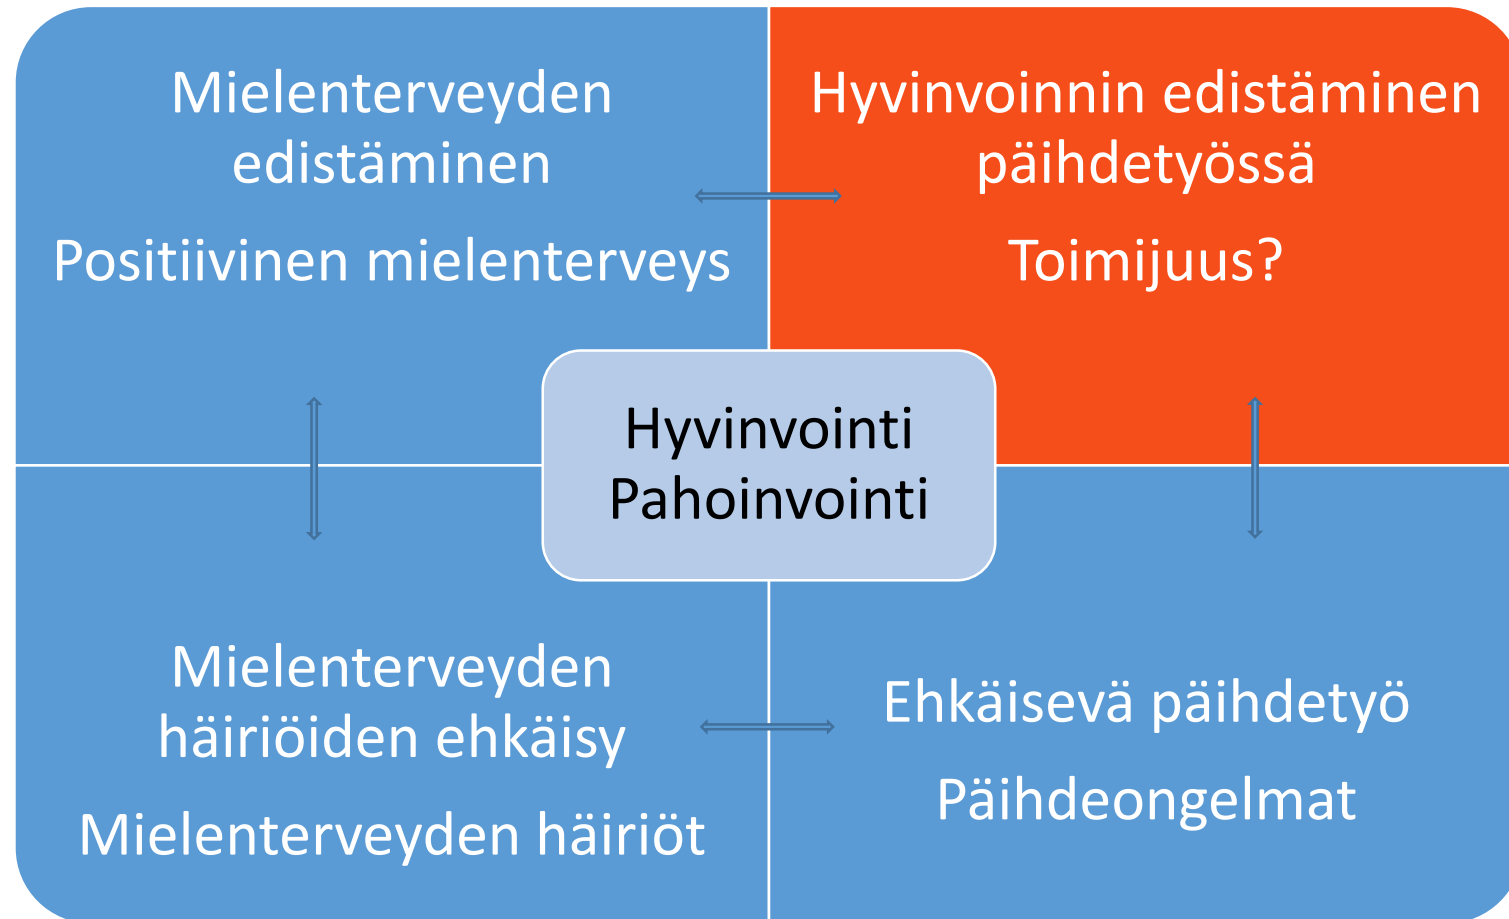 Mielenterveyden
edistäminen
Positiivinen mielenterveys
Hyvinvoinnin edistäminen
päihdetyössä
Toimijuus?
Hyvinvointi
Pahoinvointi
Mielenterveyden
häiriöiden ehkäisy
Mielenterveyden häiriöt
Ehkäisevä päihdetyö
Päihdeongelmat